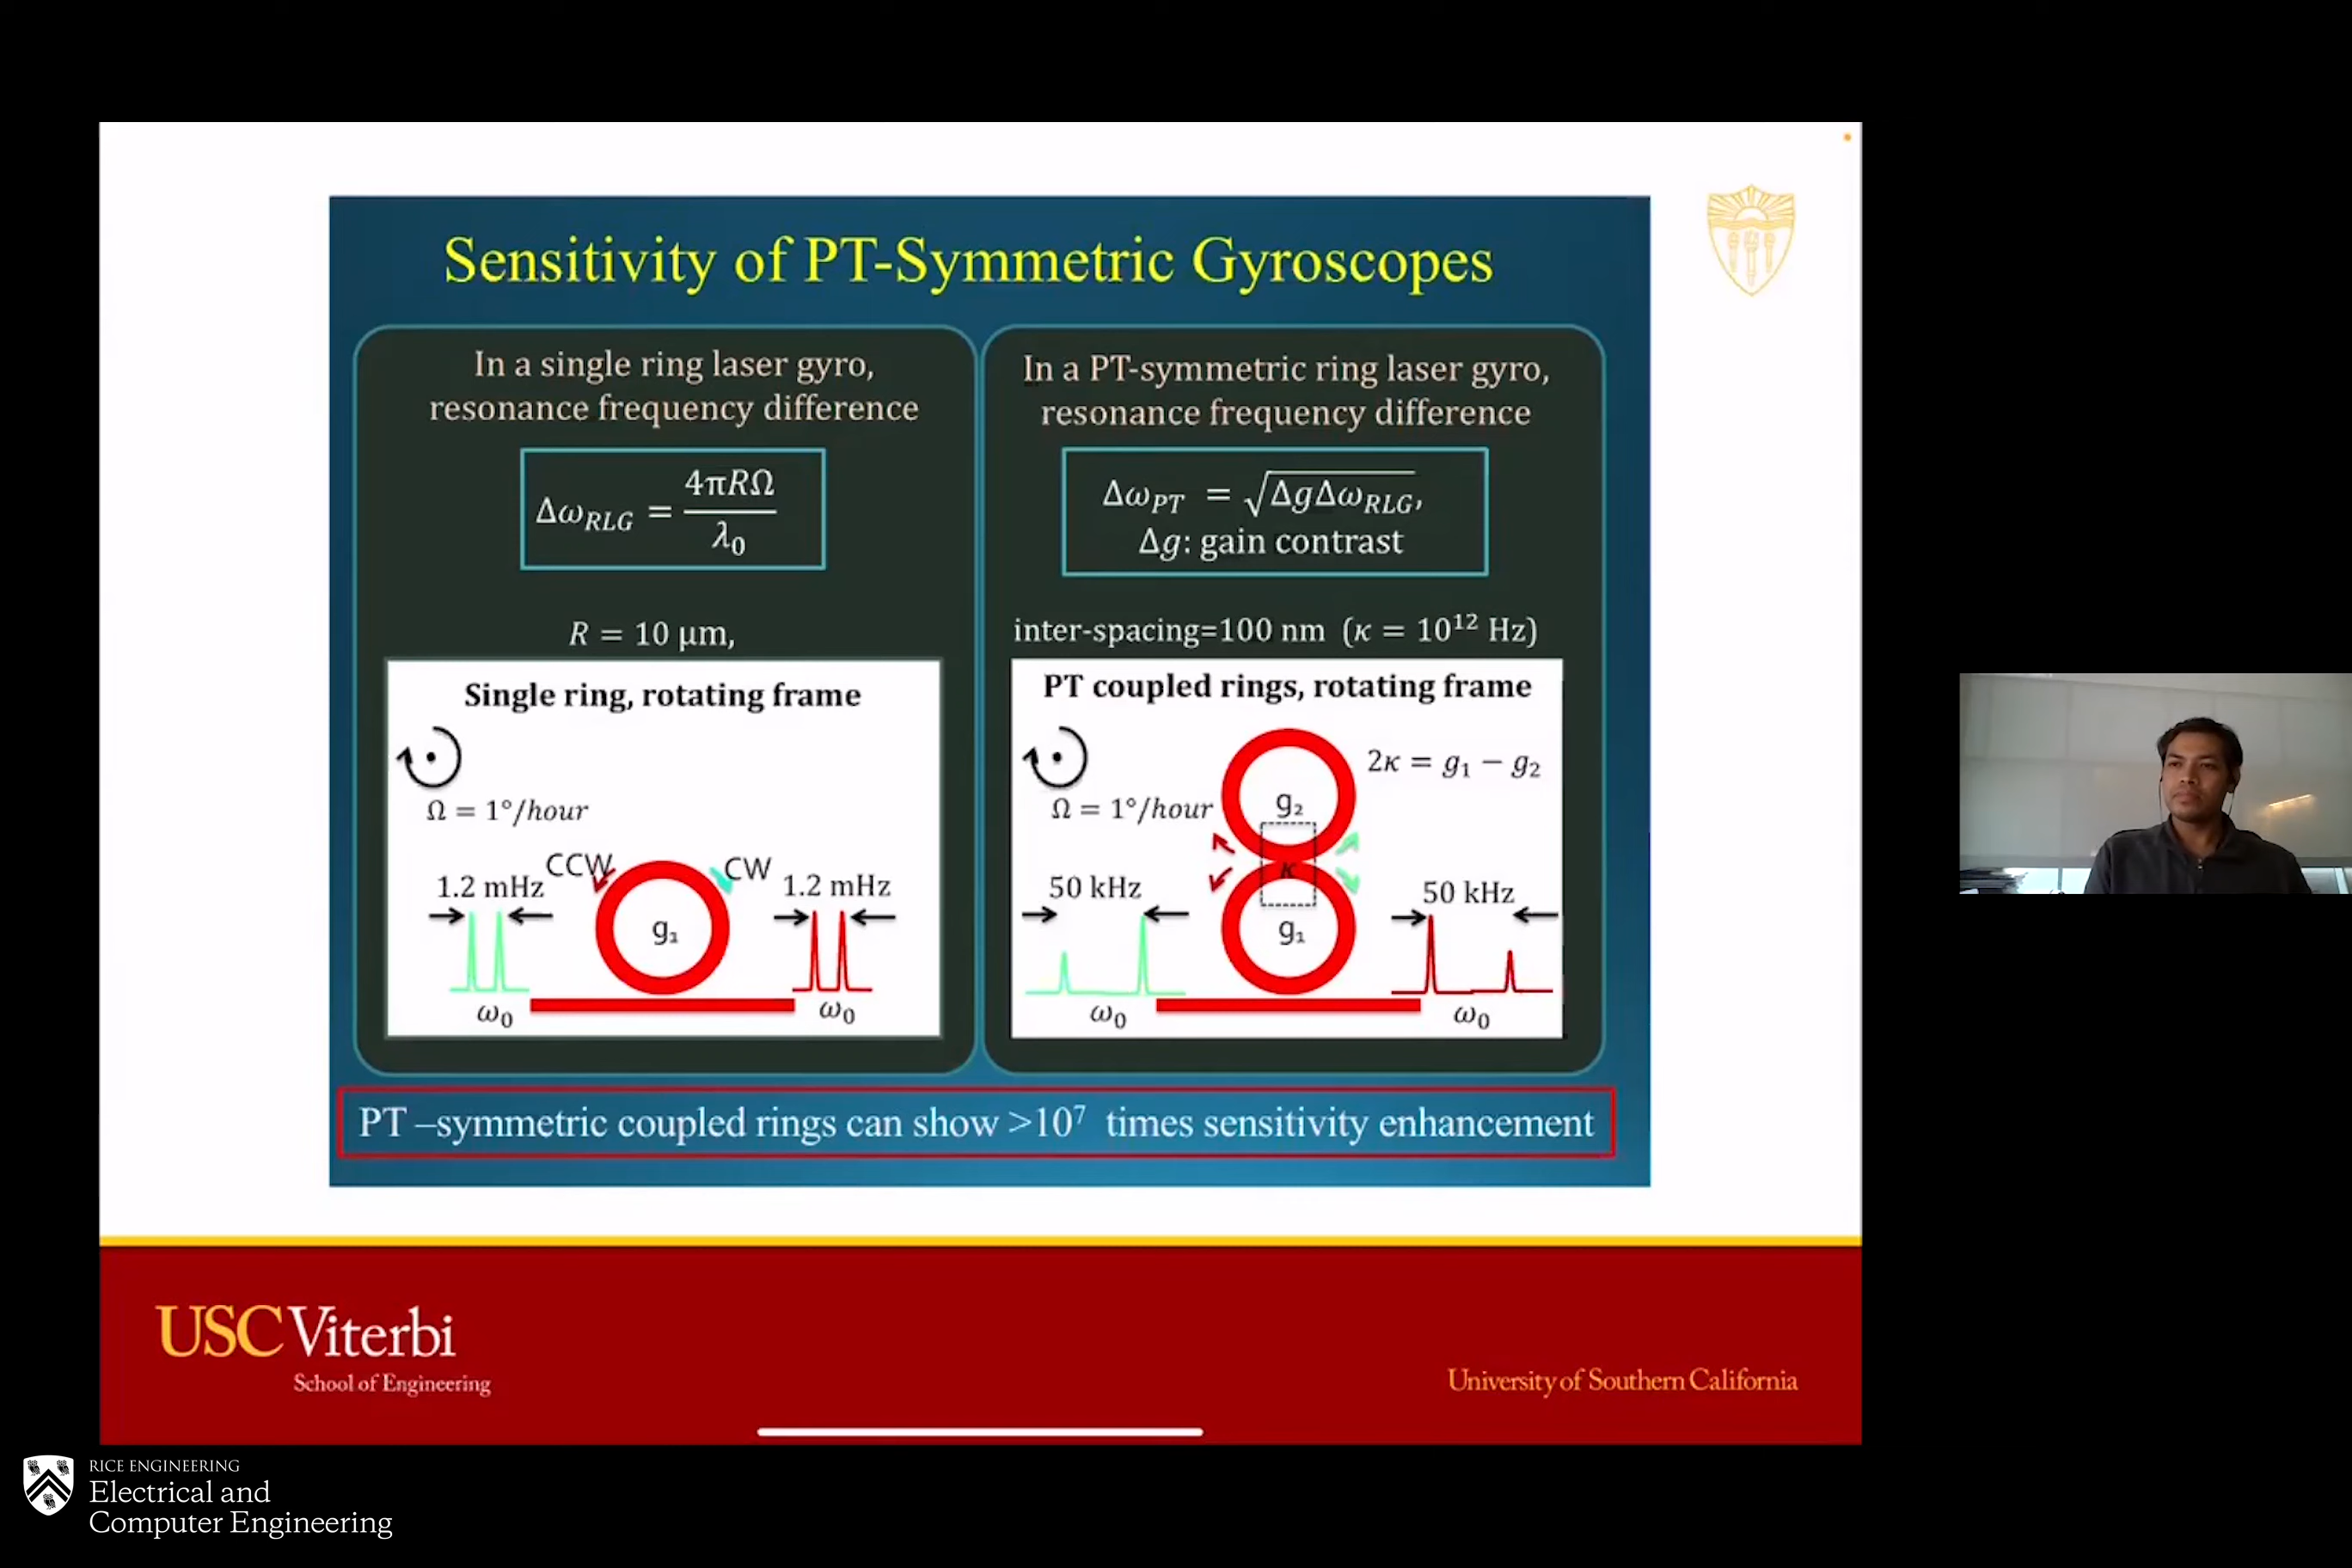 Sensitivity of PT-Symmetric Gyroscopes
In a single ring laser gyro,
resonance frequency difference
Δω_RLG = 4πRΩ / λ₀
R = 10 μm,
Single ring, rotating frame
Ω = 1°/hour
CCW
CW
1.2 mHz
1.2 mHz
g₁
ω₀
ω₀
In a PT-symmetric ring laser gyro,
resonance frequency difference
Δω_PT = √(ΔgΔω_RLG),
Δg: gain contrast
inter-spacing=100 nm (κ = 10¹² Hz)
PT coupled rings, rotating frame
2κ = g₁ − g₂
g₂
Ω = 1°/hour
κ
50 kHz
50 kHz
g₁
ω₀
ω₀
PT –symmetric coupled rings can show >10⁷ times sensitivity enhancement
USC Viterbi
School of Engineering
University of Southern California
RICE ENGINEERING
Electrical and
Computer Engineering